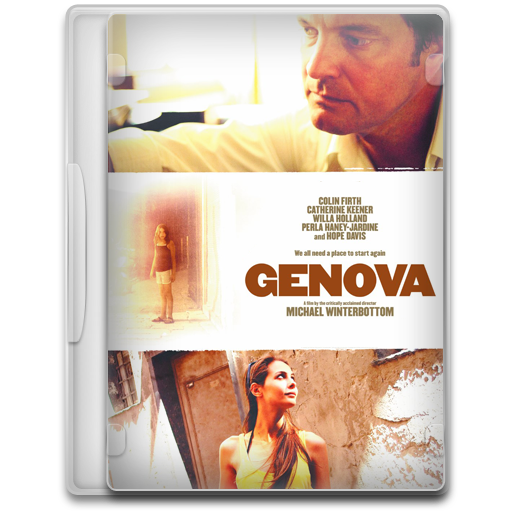 COLIN FIRTH
CATHERINE KEENER
WILLA HOLLAND
PERLA HANEY-JARDINE
and HOPE DAVIS
We all need a place to start again
GENOVA
A film by the critically acclaimed director
MICHAEL WINTERBOTTOM